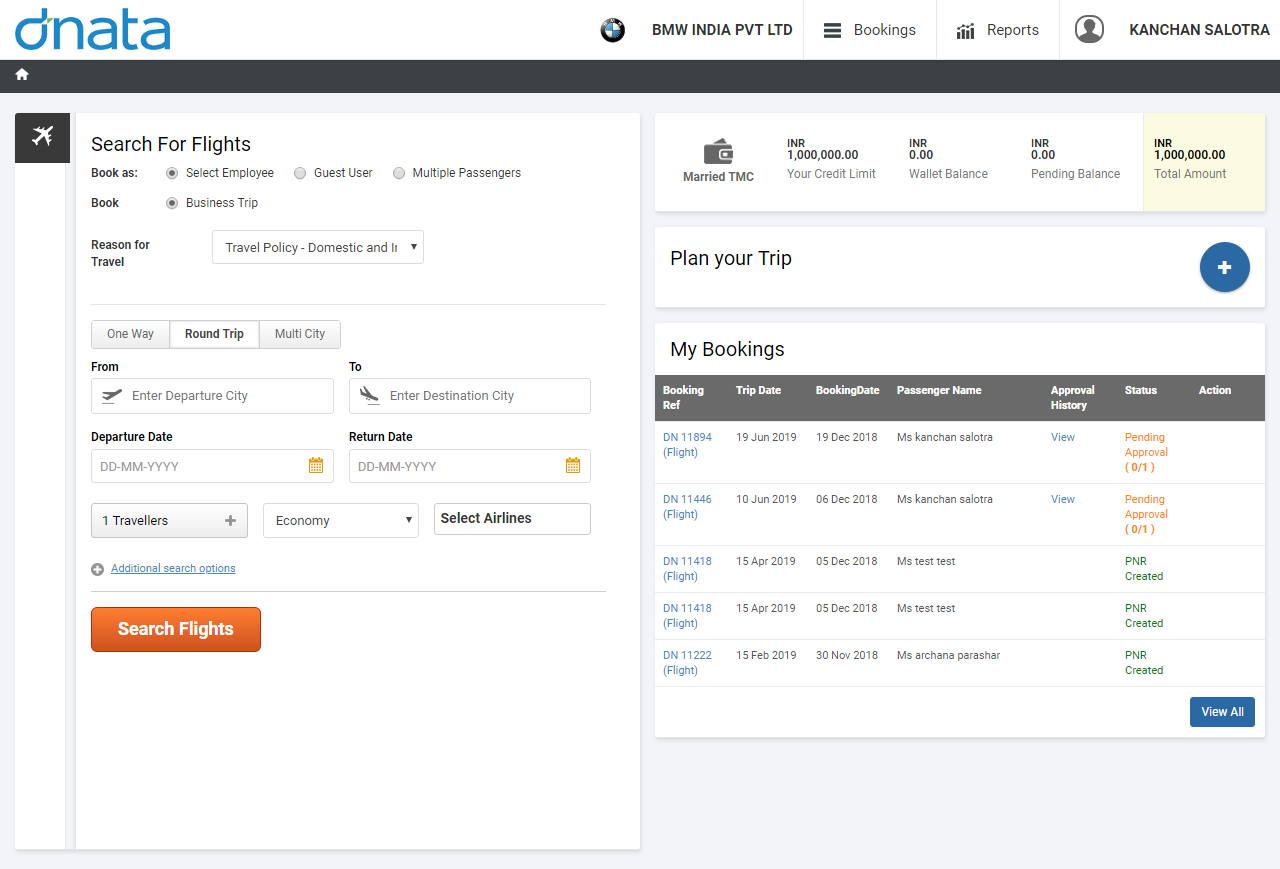 dnata
BMW INDIA PVT LTD
Bookings
Reports
KANCHAN SALOTRA
Search For Flights
Book as:
Select Employee
Guest User
Multiple Passengers
Book
Business Trip
Reason for
Travel
Travel Policy - Domestic and I
One Way
Round Trip
Multi City
From
To
Enter Departure City
Enter Destination City
Departure Date
Return Date
DD-MM-YYYY
DD-MM-YYYY
1 Travellers
Economy
Select Airlines
Additional search options
Search Flights
Married TMC
INR
1,000,000.00
Your Credit Limit
INR
0.00
Wallet Balance
INR
0.00
Pending Balance
INR
1,000,000.00
Total Amount
Plan your Trip
My Bookings
Booking
Ref
Trip Date
BookingDate
Passenger Name
Approval
History
Status
Action
DN 11894
(Flight)
19 Jun 2019
19 Dec 2018
Ms kanchan salotra
View
Pending
Approval
( 0/1 )
DN 11446
(Flight)
10 Jun 2019
06 Dec 2018
Ms kanchan salotra
View
Pending
Approval
( 0/1 )
DN 11418
(Flight)
15 Apr 2019
05 Dec 2018
Ms test test
PNR
Created
DN 11418
(Flight)
15 Apr 2019
05 Dec 2018
Ms test test
PNR
Created
DN 11222
(Flight)
15 Feb 2019
30 Nov 2018
Ms archana parashar
PNR
Created
View All